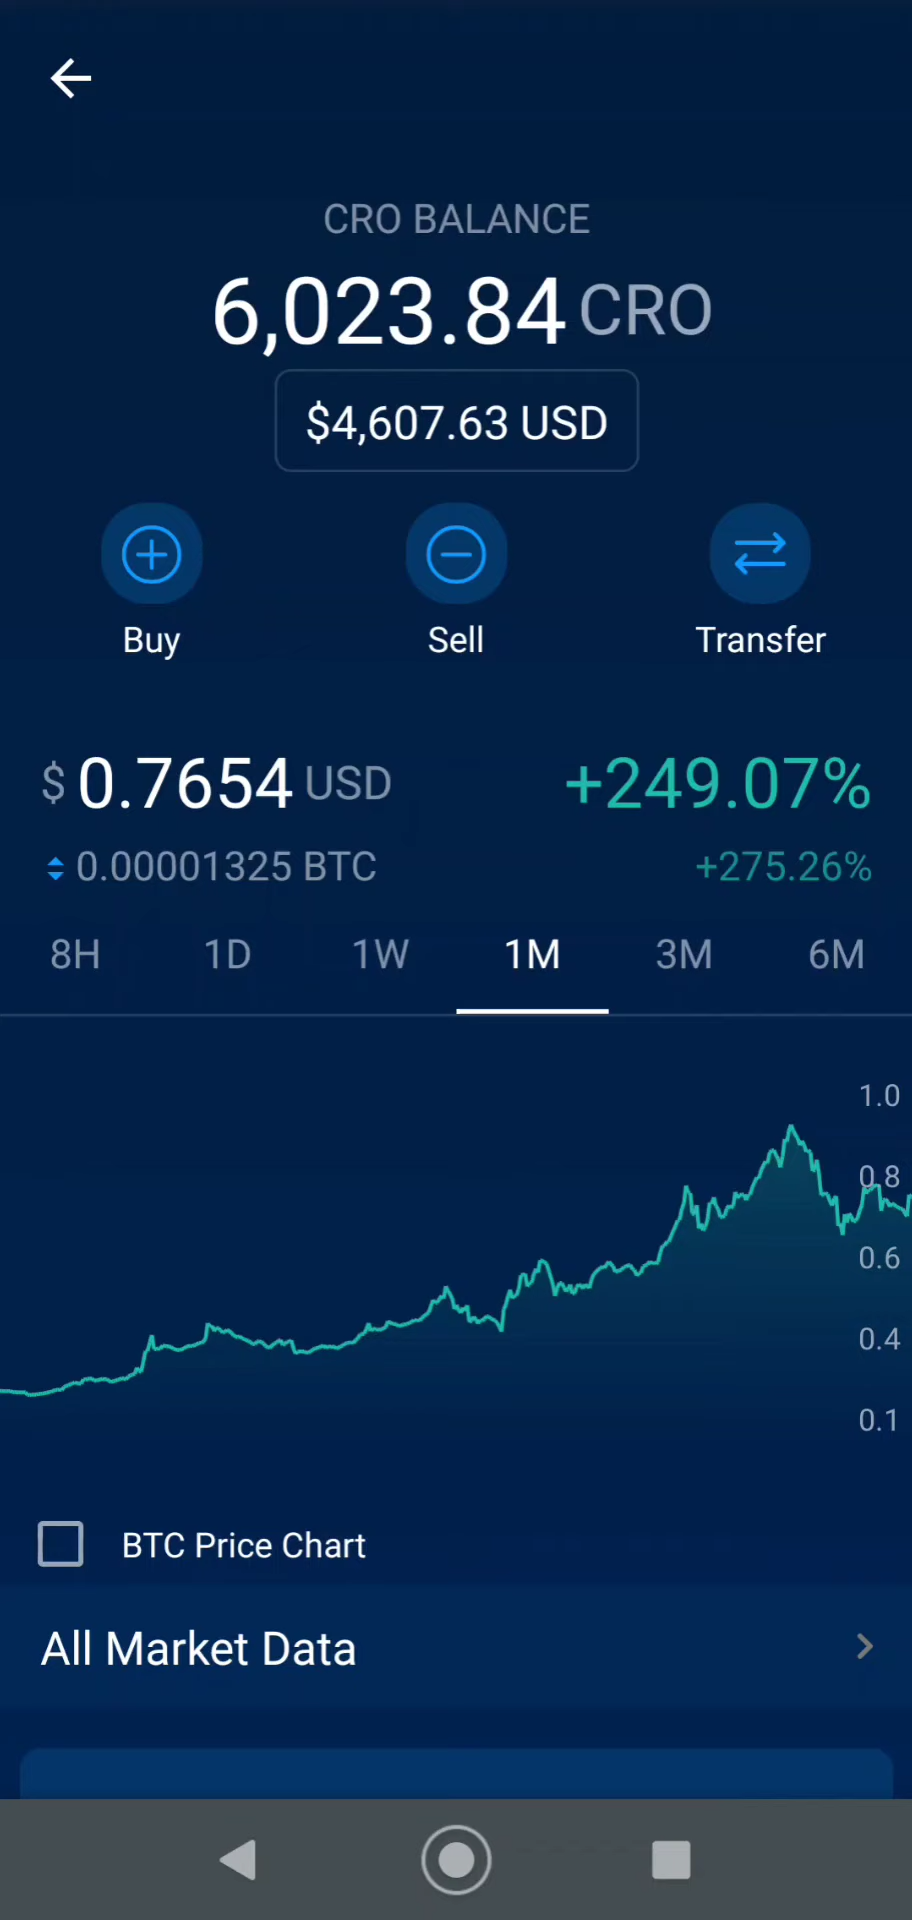 CRO BALANCE
6,023.84 CRO
$4,607.63 USD
Buy Sell Transfer
$ 0.7654 USD +249.07%
0.00001325 BTC +275.26%
8H 1D 1W 1M 3M 6M
1.0
0.8
0.6
0.4
0.1
BTC Price Chart
All Market Data